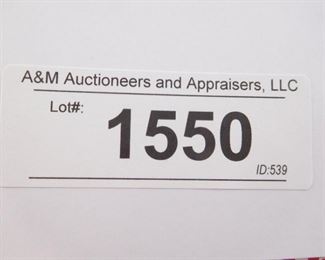 A&M Auctioneers and Appraisers, LLC
Lot#: 1550
ID:539